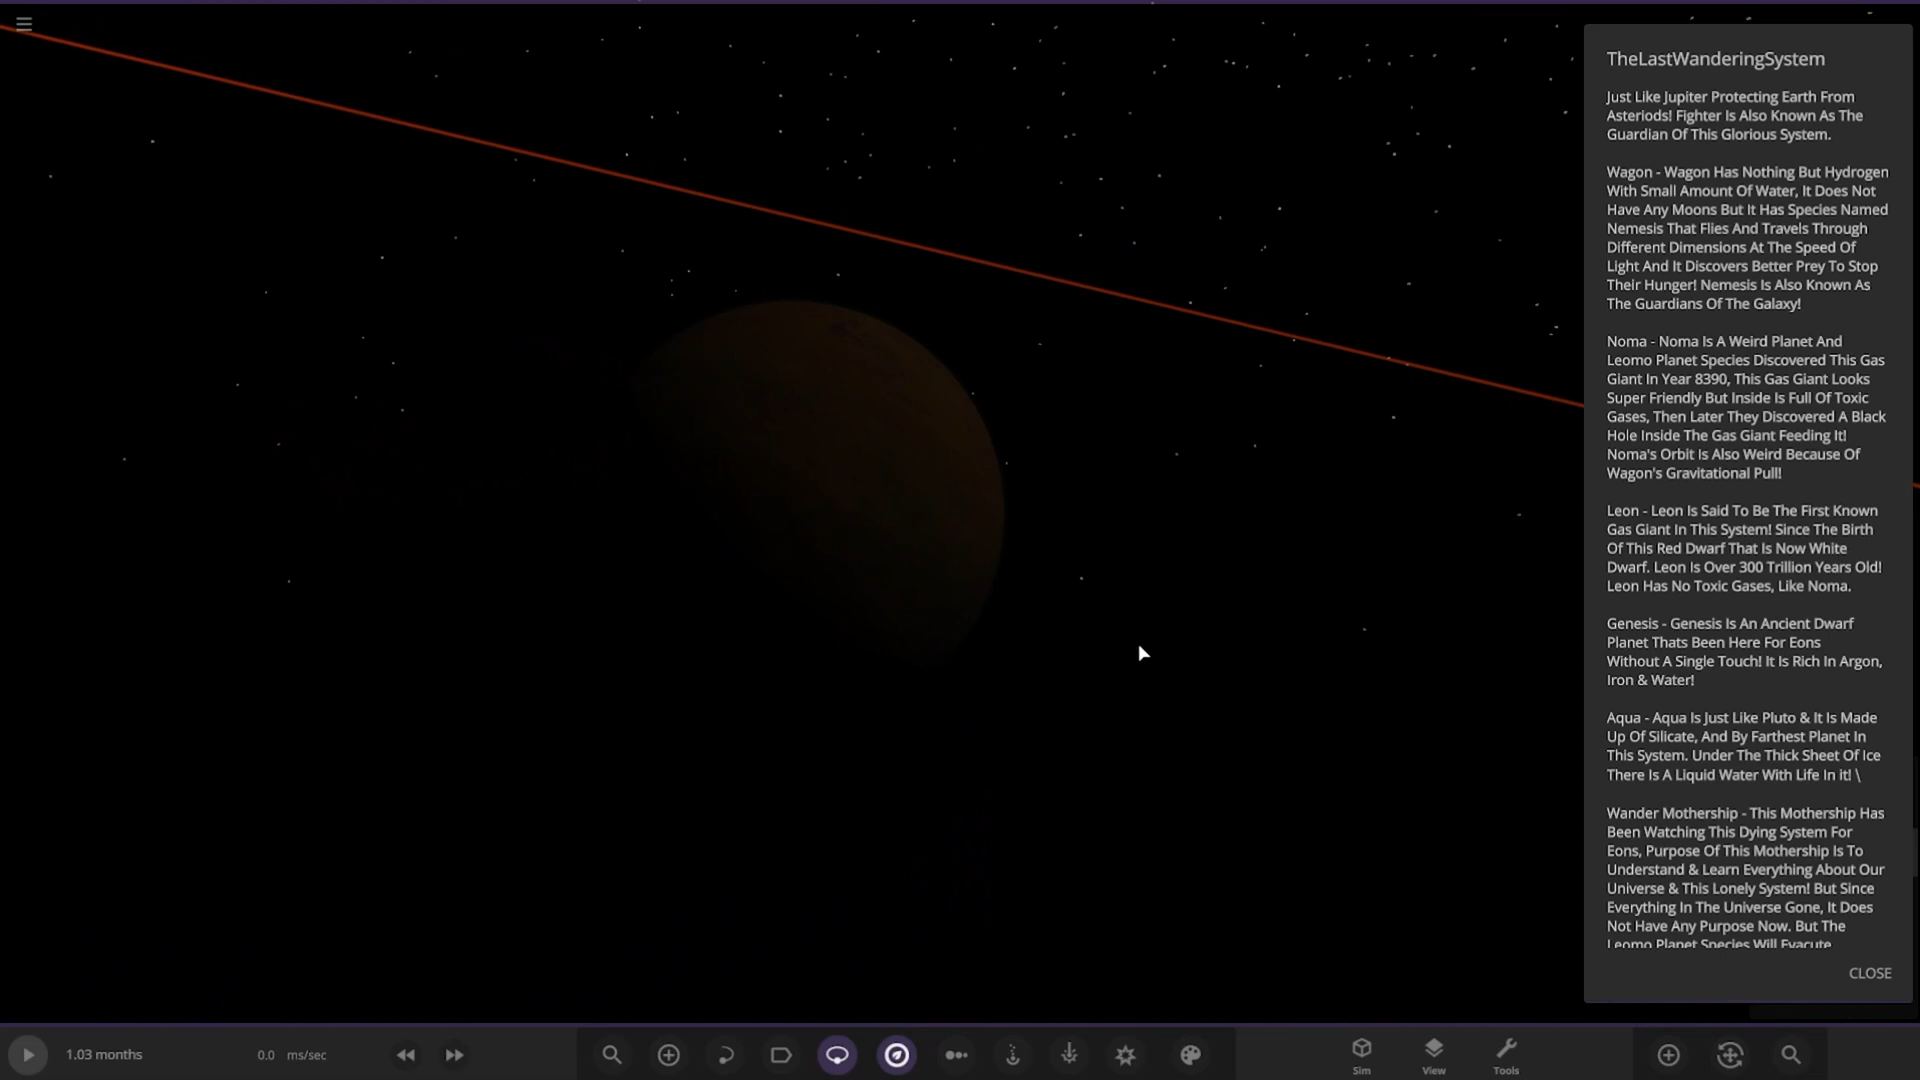 TheLastWanderingSystem
Just Like Jupiter Protecting Earth From
Asteriods! Fighter Is Also Known As The
Guardian Of This Glorious System.
Wagon - Wagon Has Nothing But Hydrogen
With Small Amount Of Water, It Does Not
Have Any Moons But It Has Species Named
Nemesis That Flies And Travels Through
Different Dimensions At The Speed Of
Light And It Discovers Better Prey To Stop
Their Hunger! Nemesis Is Also Known As
The Guardians Of The Galaxy!
Noma - Noma Is A Weird Planet And
Leomo Planet Species Discovered This Gas
Giant In Year 8390, This Gas Giant Looks
Super Friendly But Inside Is Full Of Toxic
Gases, Then Later They Discovered A Black
Hole Inside The Gas Giant Feeding It!
Noma's Orbit Is Also Weird Because Of
Wagon's Gravitational Pull!
Leon - Leon Is Said To Be The First Known
Gas Giant In This System! Since The Birth
Of This Red Dwarf That Is Now White
Dwarf. Leon Is Over 300 Trillion Years Old!
Leon Has No Toxic Gases, Like Noma.
Genesis - Genesis Is An Ancient Dwarf
Planet Thats Been Here For Eons
Without A Single Touch! It Is Rich In Argon,
Iron & Water!
Aqua - Aqua Is Just Like Pluto & It Is Made
Up Of Silicate, And By Farthest Planet In
This System. Under The Thick Sheet Of Ice
There Is A Liquid Water With Life In it! \
Wander Mothership - This Mothership Has
Been Watching This Dying System For
Eons, Purpose Of This Mothership Is To
Understand & Learn Everything About Our
Universe & This Lonely System! But Since
Everything In The Universe Gone, It Does
Not Have Any Purpose Now. But The
Leomo Planet Species Will Evacute
CLOSE
1.03 months
0.0 ms/sec
Sim
View
Tools